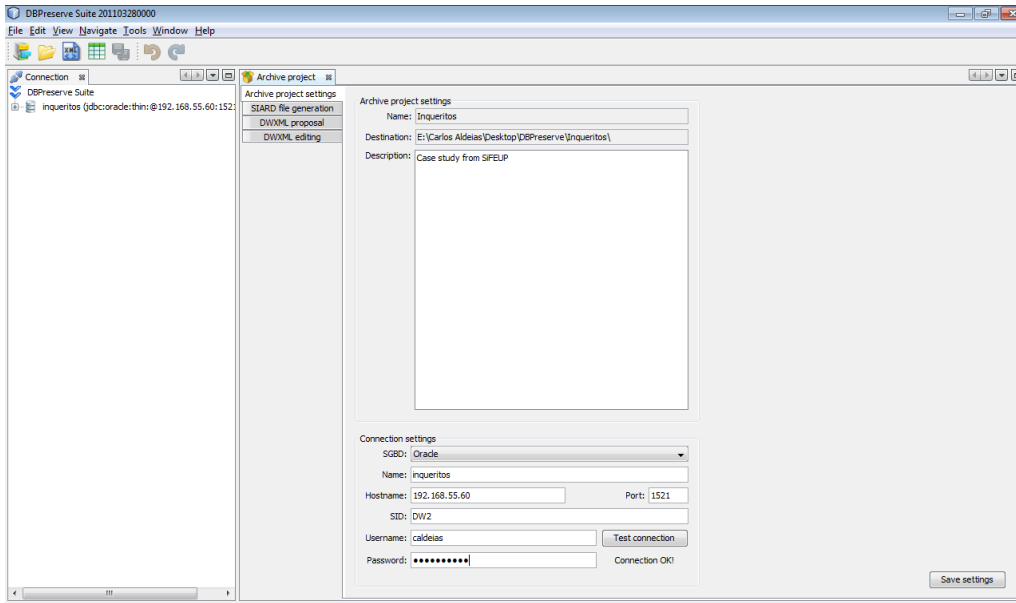 DBPreserve Suite 201103280000
File Edit View Navigate Tools Window Help
Connection
DBPreserve Suite
inqueritos (jdbc:oracle:thin:@192.168.55.60:1521
Archive project
Archive project settings
SIARD file generation
DWXML proposal
DWXML editing
Archive project settings
Name: Inqueritos
Destination: E:\Carlos Aldeias\Desktop\DBPreserve\Inqueritos\
Description: Case study from SiFEUP
Connection settings
SGBD: Oracle
Name: inqueritos
Hostname: 192.168.55.60 Port: 1521
SID: DW2
Username: caldeias Test connection
Password: ●●●●●●●●●● Connection OK!
Save settings